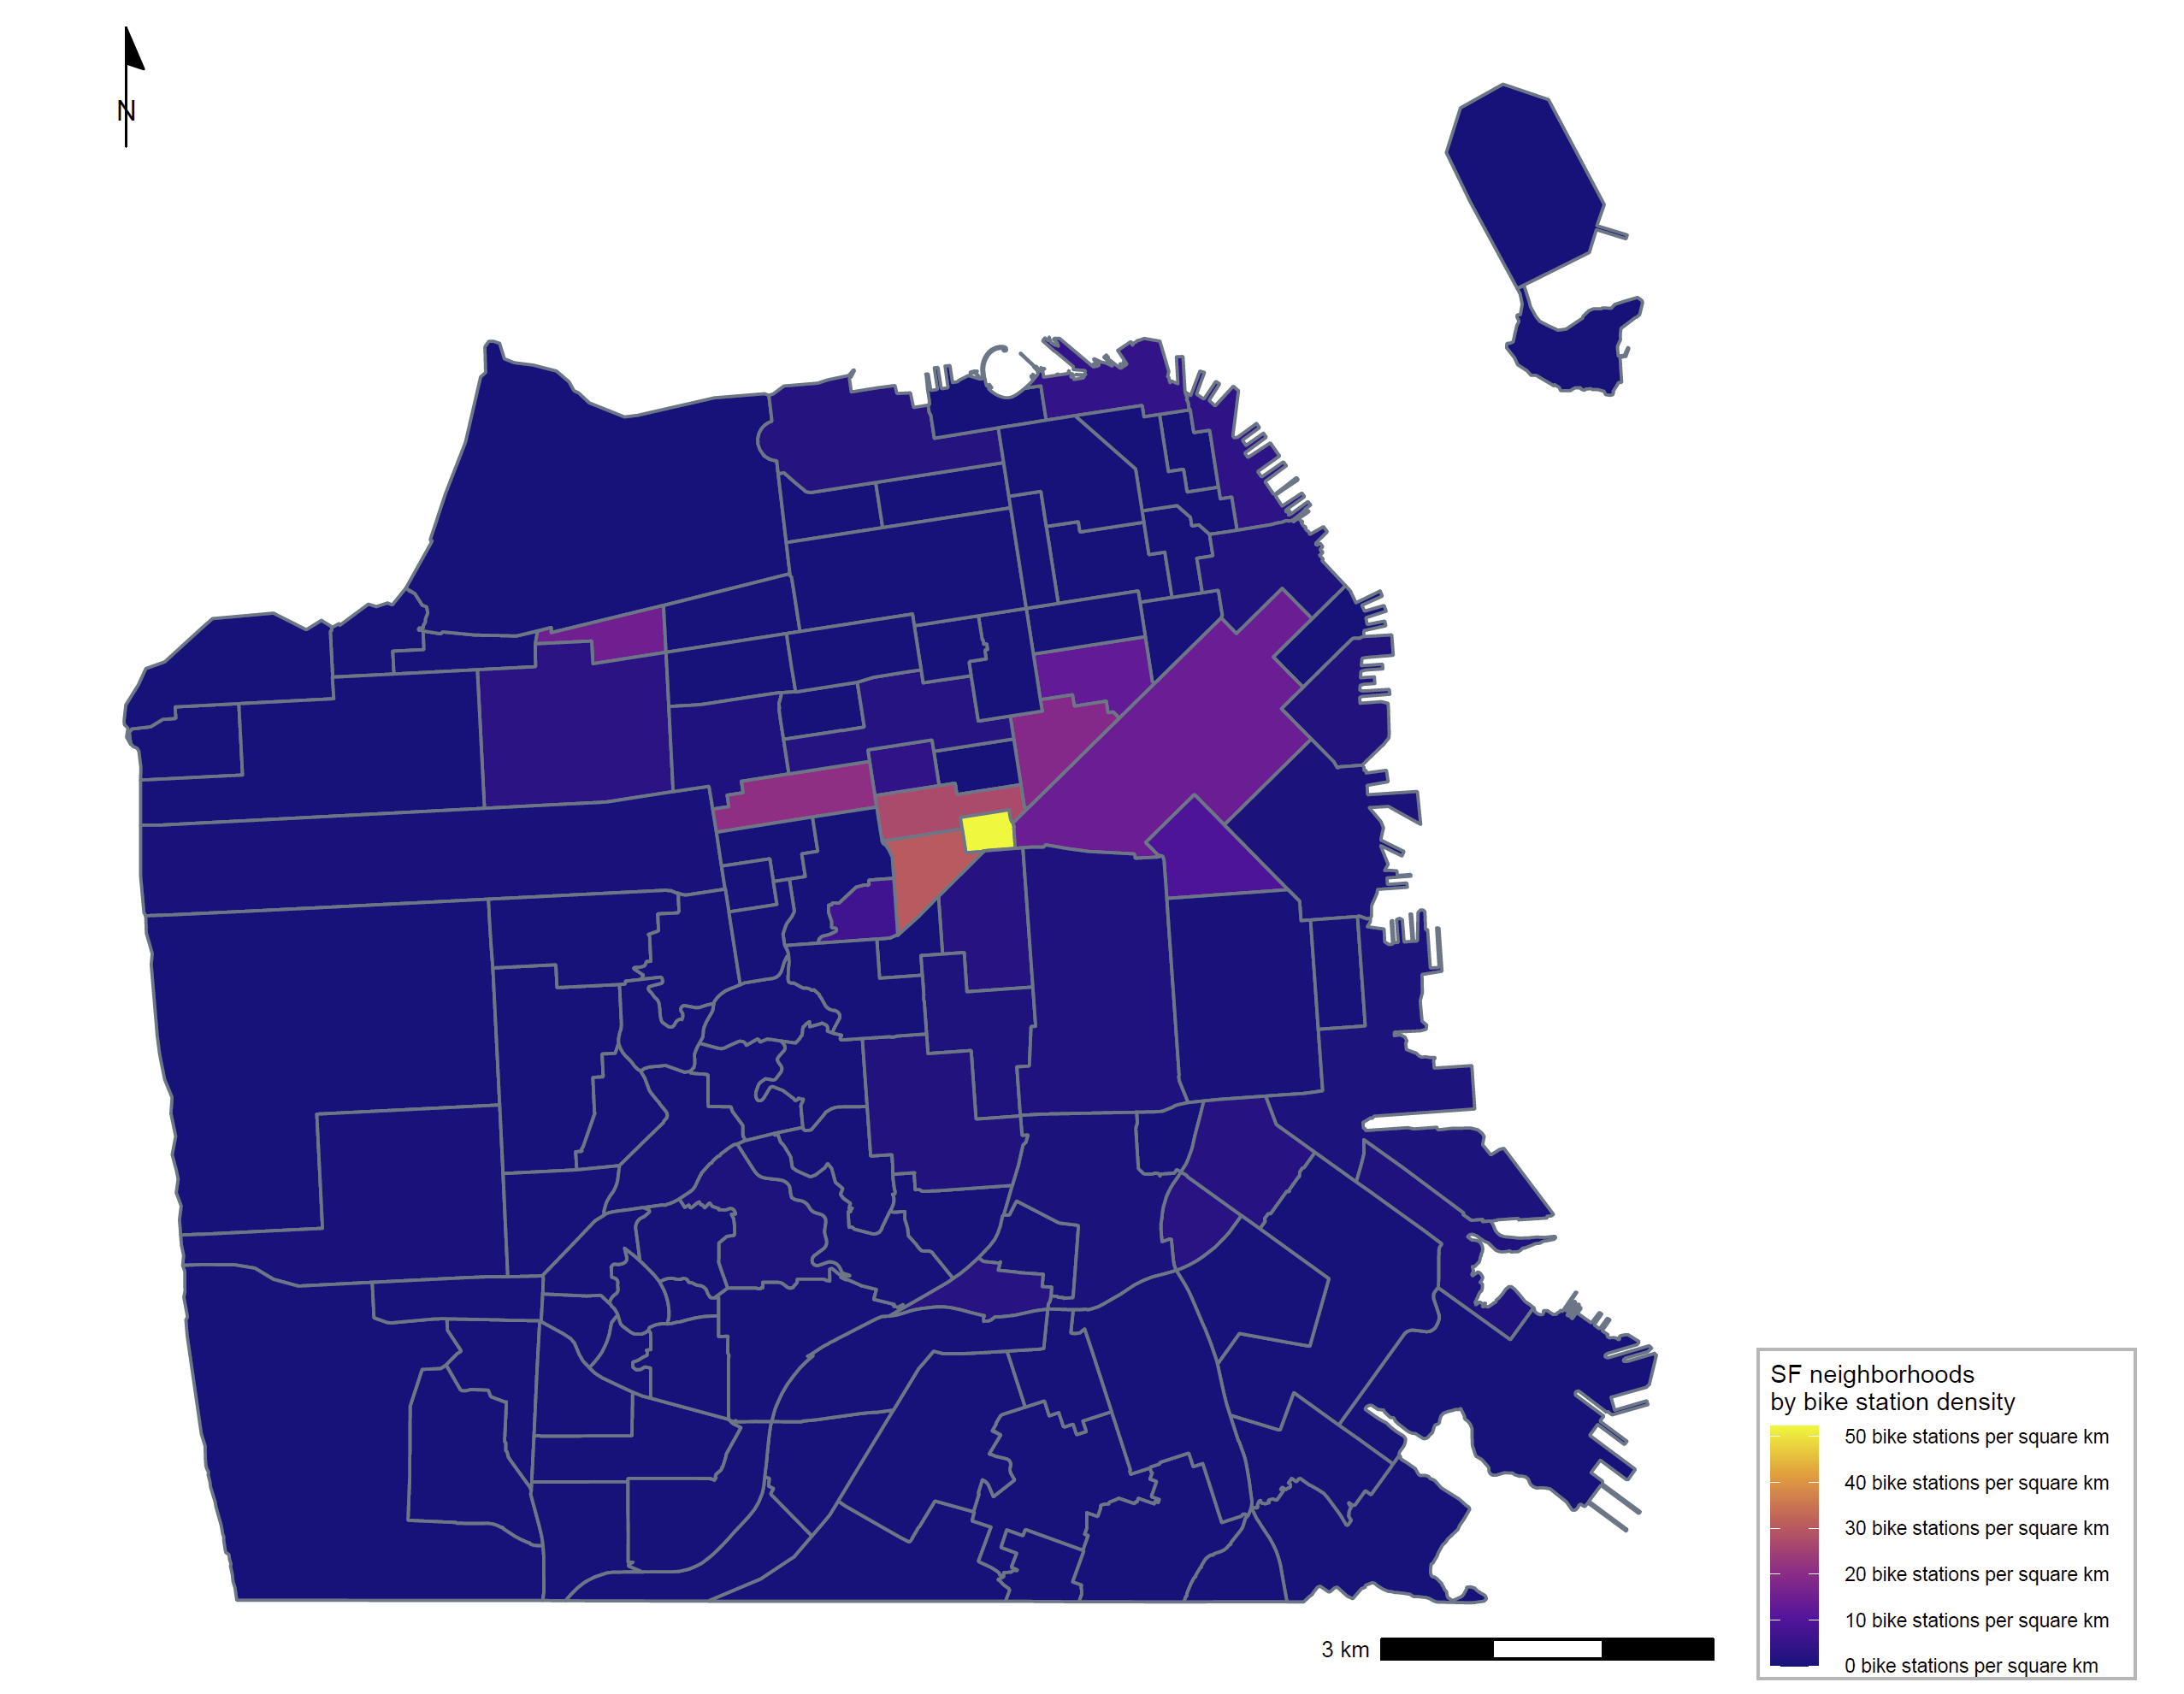 N
SF neighborhoods
by bike station density
50 bike stations per square km
40 bike stations per square km
30 bike stations per square km
20 bike stations per square km
10 bike stations per square km
0 bike stations per square km
3 km